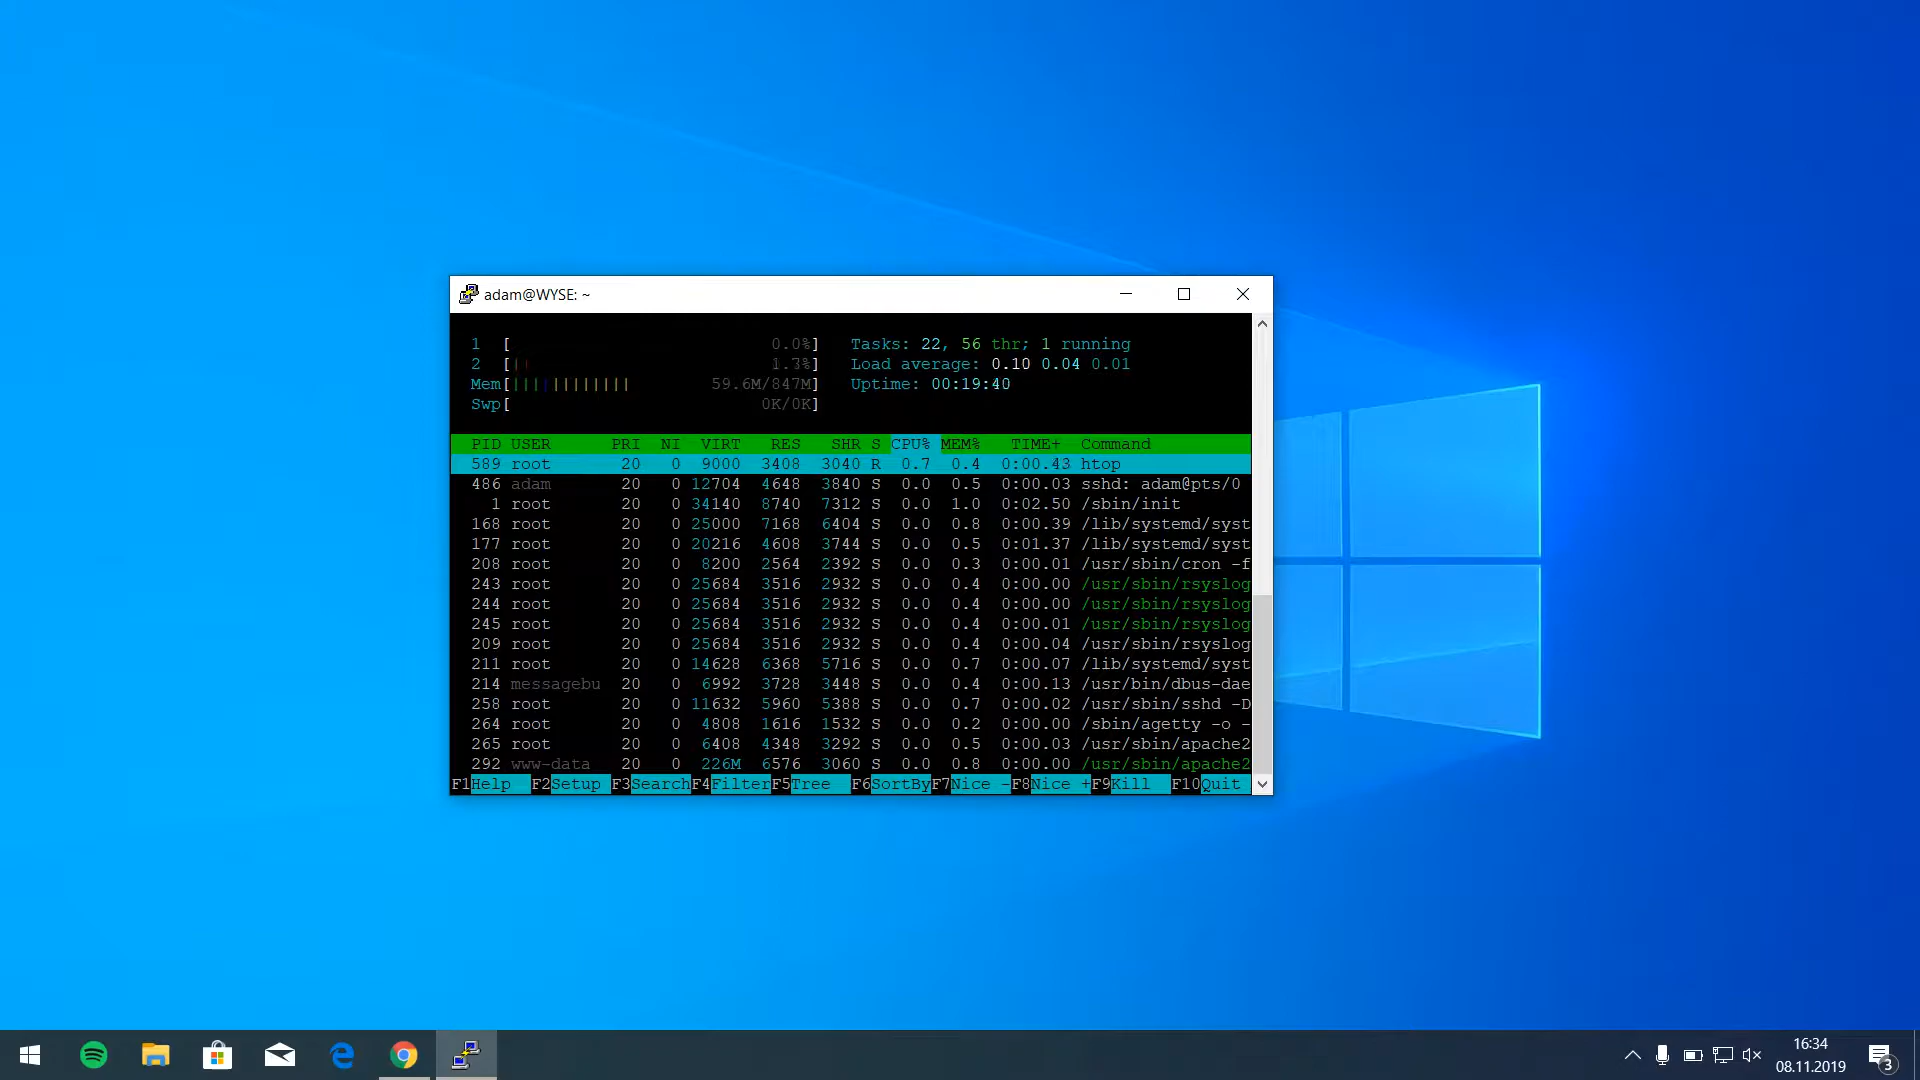 adam@WYSE: ~
1 [ 0.0%] Tasks: 22, 56 thr; 1 running
2 [|| 1.3%] Load average: 0.10 0.04 0.01
Mem[|||||||||||| 59.6M/847M] Uptime: 00:19:40
Swp[ 0K/0K]
PID USER PRI NI VIRT RES SHR S CPU% MEM% TIME+ Command
589 root 20 0 9000 3408 3040 R 0.7 0.4 0:00.43 htop
486 adam 20 0 12704 4648 3840 S 0.0 0.5 0:00.03 sshd: adam@pts/0
1 root 20 0 34140 8740 7312 S 0.0 1.0 0:02.50 /sbin/init
168 root 20 0 25000 7168 6404 S 0.0 0.8 0:00.39 /lib/systemd/syst
177 root 20 0 20216 4608 3744 S 0.0 0.5 0:01.37 /lib/systemd/syst
208 root 20 0 8200 2564 2392 S 0.0 0.3 0:00.01 /usr/sbin/cron -f
243 root 20 0 25684 3516 2932 S 0.0 0.4 0:00.00 /usr/sbin/rsyslog
244 root 20 0 25684 3516 2932 S 0.0 0.4 0:00.00 /usr/sbin/rsyslog
245 root 20 0 25684 3516 2932 S 0.0 0.4 0:00.01 /usr/sbin/rsyslog
209 root 20 0 25684 3516 2932 S 0.0 0.4 0:00.04 /usr/sbin/rsyslog
211 root 20 0 14628 6368 5716 S 0.0 0.7 0:00.07 /lib/systemd/syst
214 messagebu 20 0 6992 3728 3448 S 0.0 0.4 0:00.13 /usr/bin/dbus-dae
258 root 20 0 11632 5960 5388 S 0.0 0.7 0:00.02 /usr/sbin/sshd -D
264 root 20 0 4808 1616 1532 S 0.0 0.2 0:00.00 /sbin/agetty -o -
265 root 20 0 6408 4348 3292 S 0.0 0.5 0:00.03 /usr/sbin/apache2
292 www-data 20 0 226M 6576 3060 S 0.0 0.8 0:00.00 /usr/sbin/apache2
F1Help F2Setup F3SearchF4FilterF5Tree F6SortByF7Nice -F8Nice +F9Kill F10Quit
16:34
08.11.2019
3